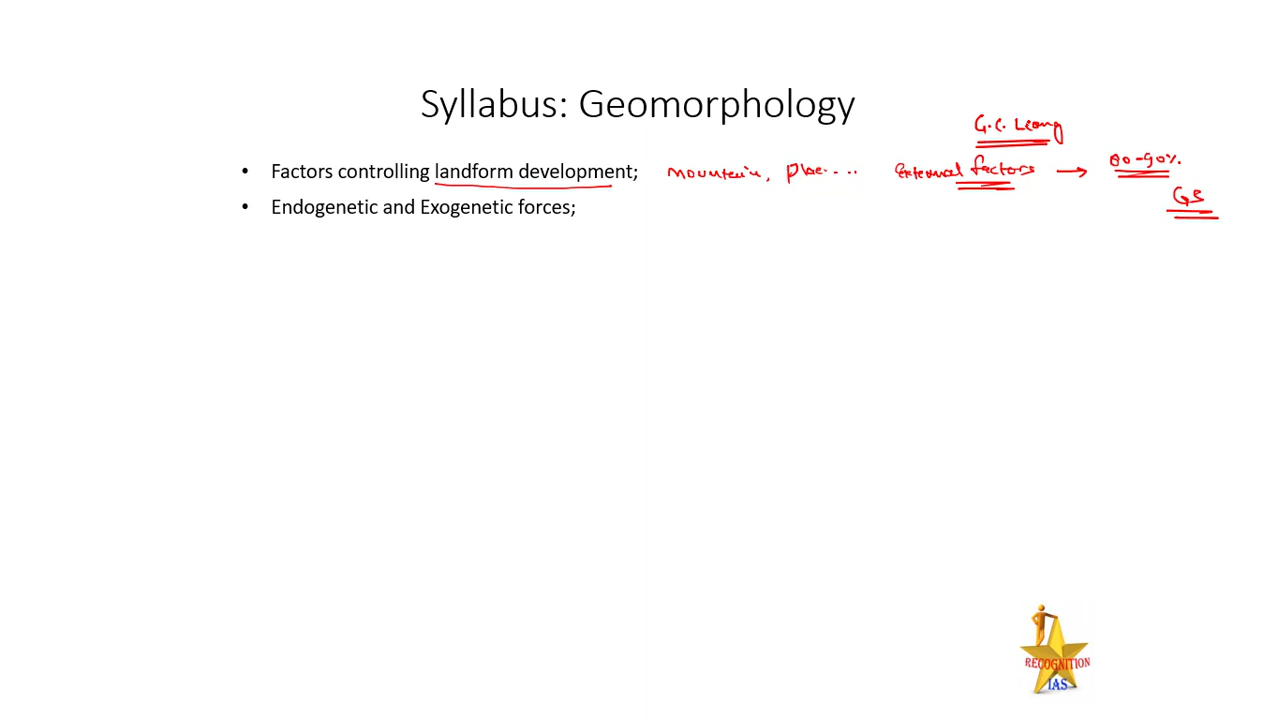 Syllabus: Geomorphology
G.C. Leong
• Factors controlling landform development; mountain, external factors → 80-90%
GS
• Endogenetic and Exogenetic forces;
RECOGNITION
IAS